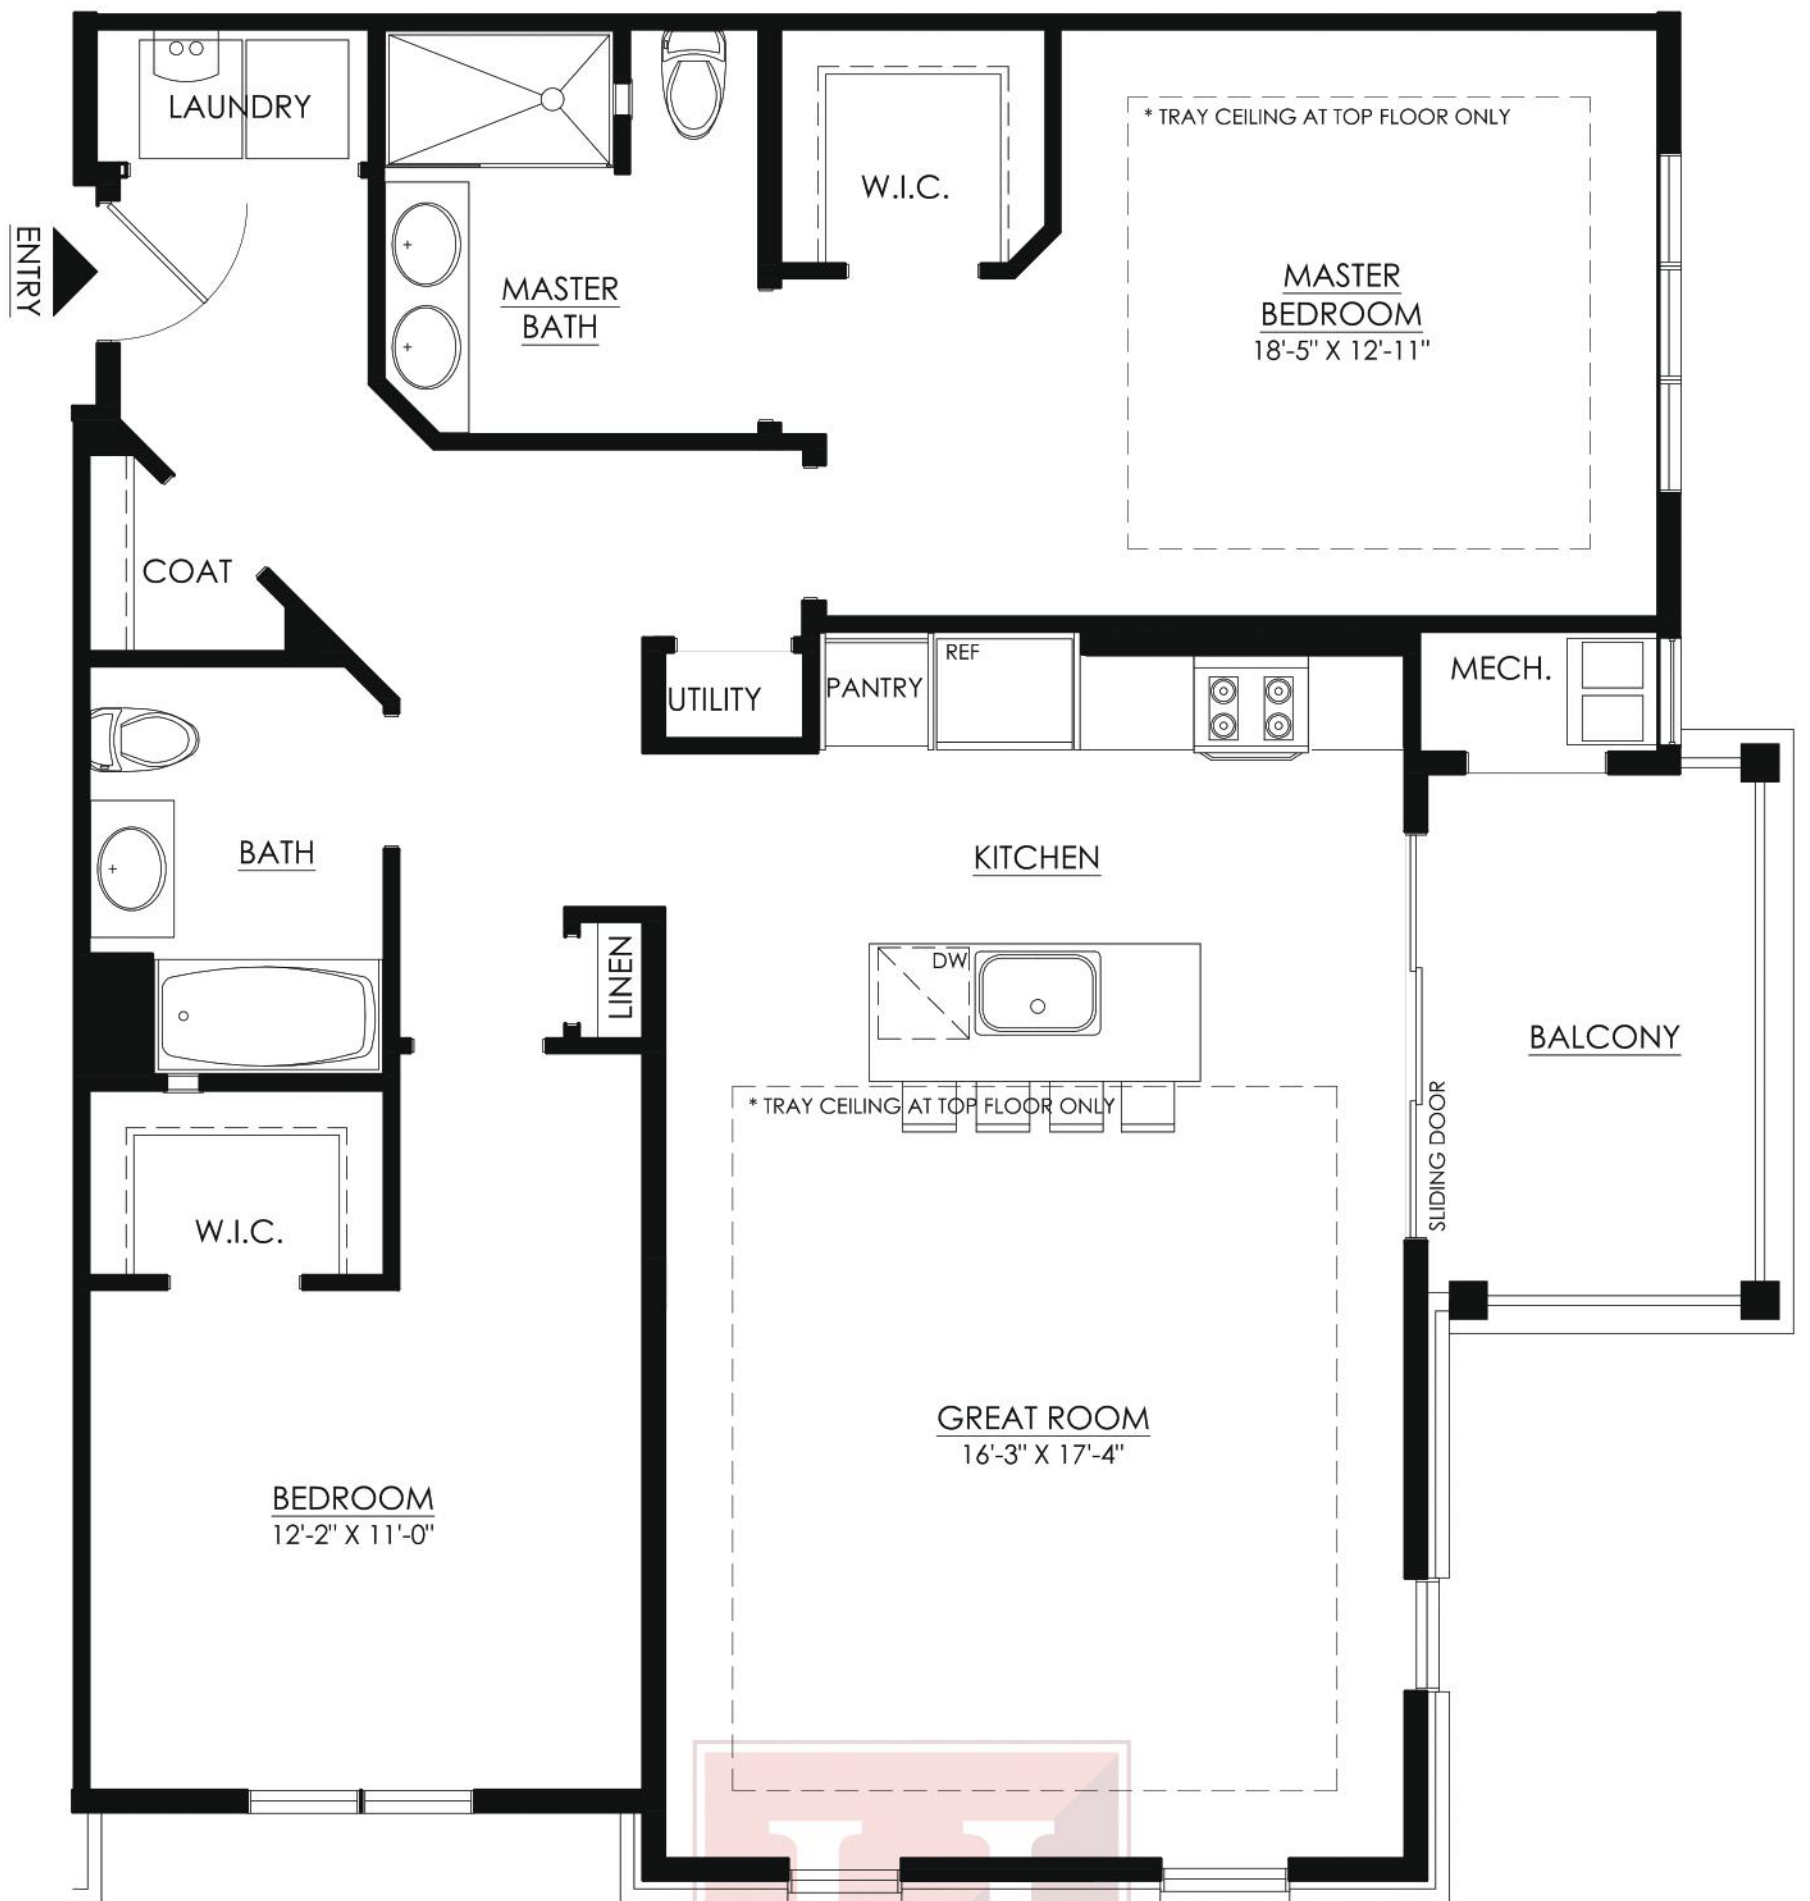 LAUNDRY
* TRAY CEILING AT TOP FLOOR ONLY
W.I.C.
ENTRY
MASTER
BATH
MASTER
BEDROOM
18'-5" X 12'-11"
COAT
UTILITY
PANTRY
REF
MECH.
BATH
KITCHEN
LINEN
DW
BALCONY
* TRAY CEILING AT TOP FLOOR ONLY
SLIDING DOOR
W.I.C.
GREAT ROOM
16'-3" X 17'-4"
BEDROOM
12'-2" X 11'-0"